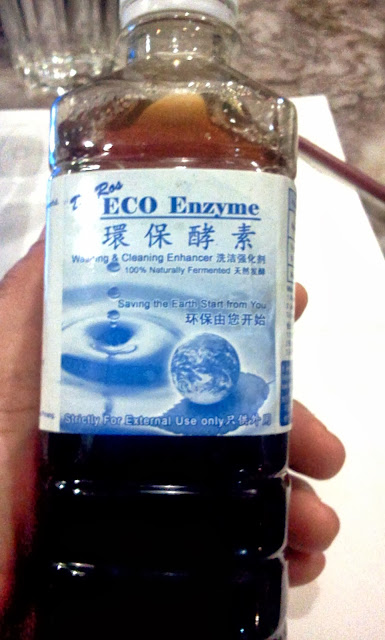 Ros
ECO Enzyme
環保酵素
Washing & Cleaning Enhancer 洗洁强化剂
100% Naturally Fermented 天然发酵
Saving the Earth Start from You
环保由您开始
Strictly For External Use only 只供外用